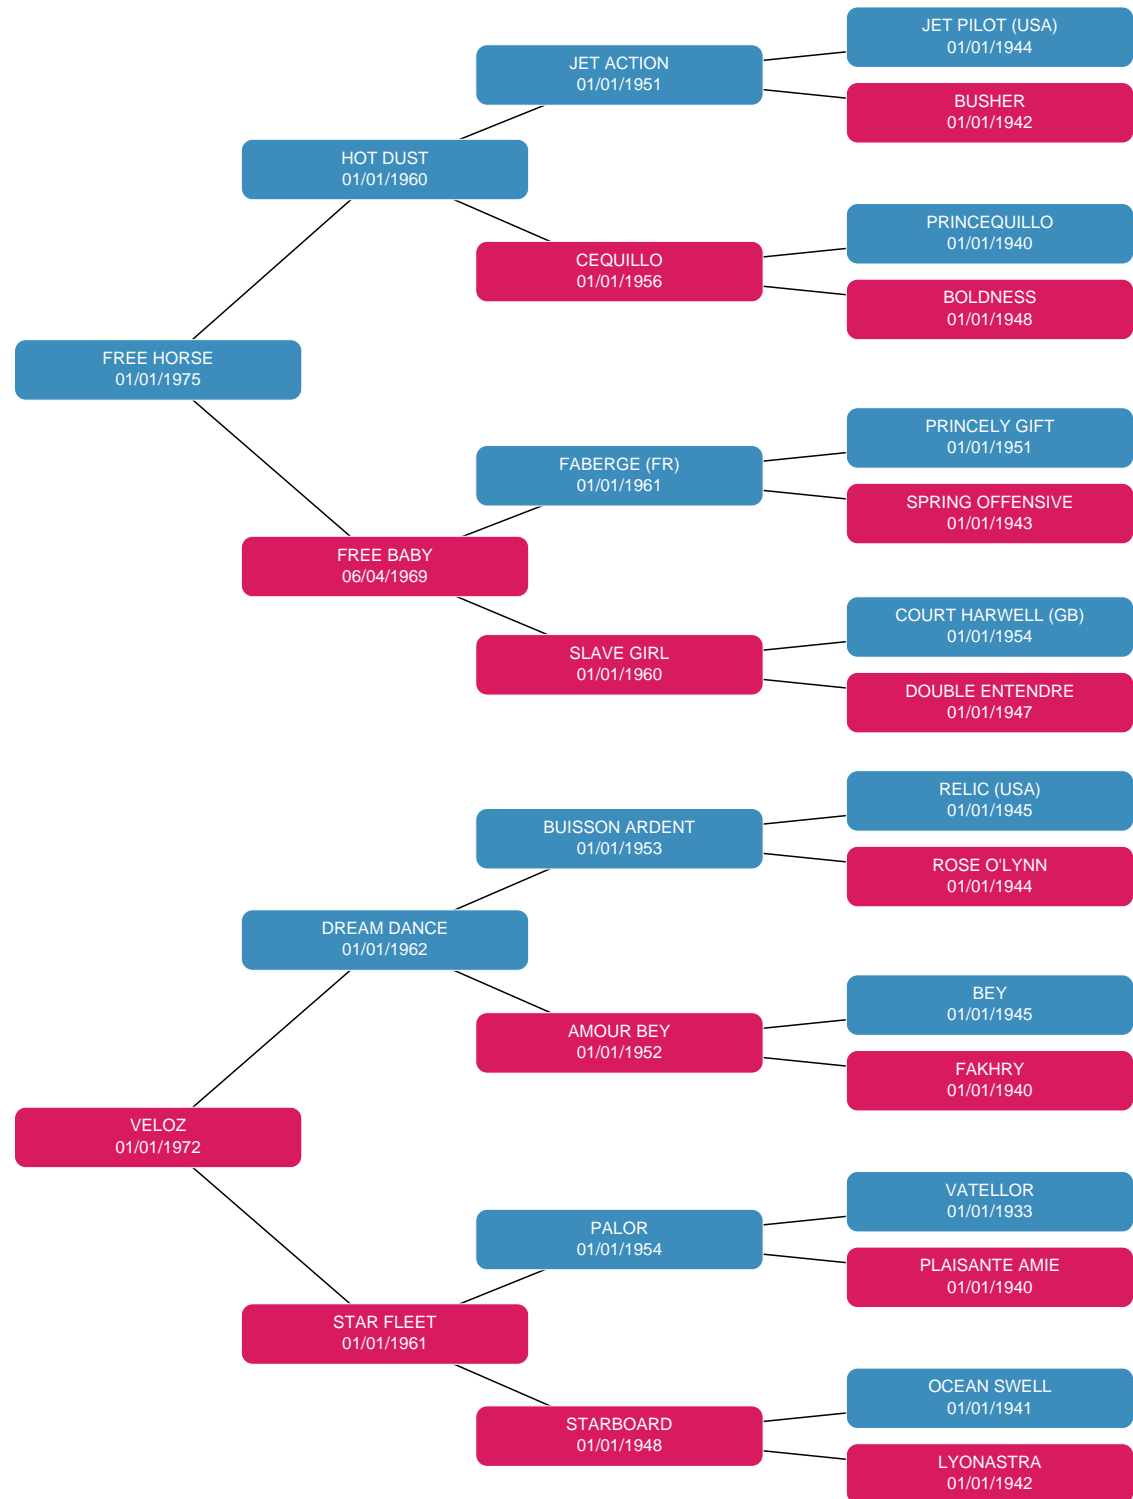 JET PILOT (USA)
01/01/1944
JET ACTION
01/01/1951
BUSHER
01/01/1942
HOT DUST
01/01/1960
PRINCEQUILLO
01/01/1940
CEQUILLO
01/01/1956
BOLDNESS
01/01/1948
FREE HORSE
01/01/1975
PRINCELY GIFT
01/01/1951
FABERGE (FR)
01/01/1961
SPRING OFFENSIVE
01/01/1943
FREE BABY
06/04/1969
COURT HARWELL (GB)
01/01/1954
SLAVE GIRL
01/01/1960
DOUBLE ENTENDRE
01/01/1947
RELIC (USA)
01/01/1945
BUISSON ARDENT
01/01/1953
ROSE O'LYNN
01/01/1944
DREAM DANCE
01/01/1962
BEY
01/01/1945
AMOUR BEY
01/01/1952
FAKHRY
01/01/1940
VELOZ
01/01/1972
VATELLOR
01/01/1933
PALOR
01/01/1954
PLAISANTE AMIE
01/01/1940
STAR FLEET
01/01/1961
OCEAN SWELL
01/01/1941
STARBOARD
01/01/1948
LYONASTRA
01/01/1942